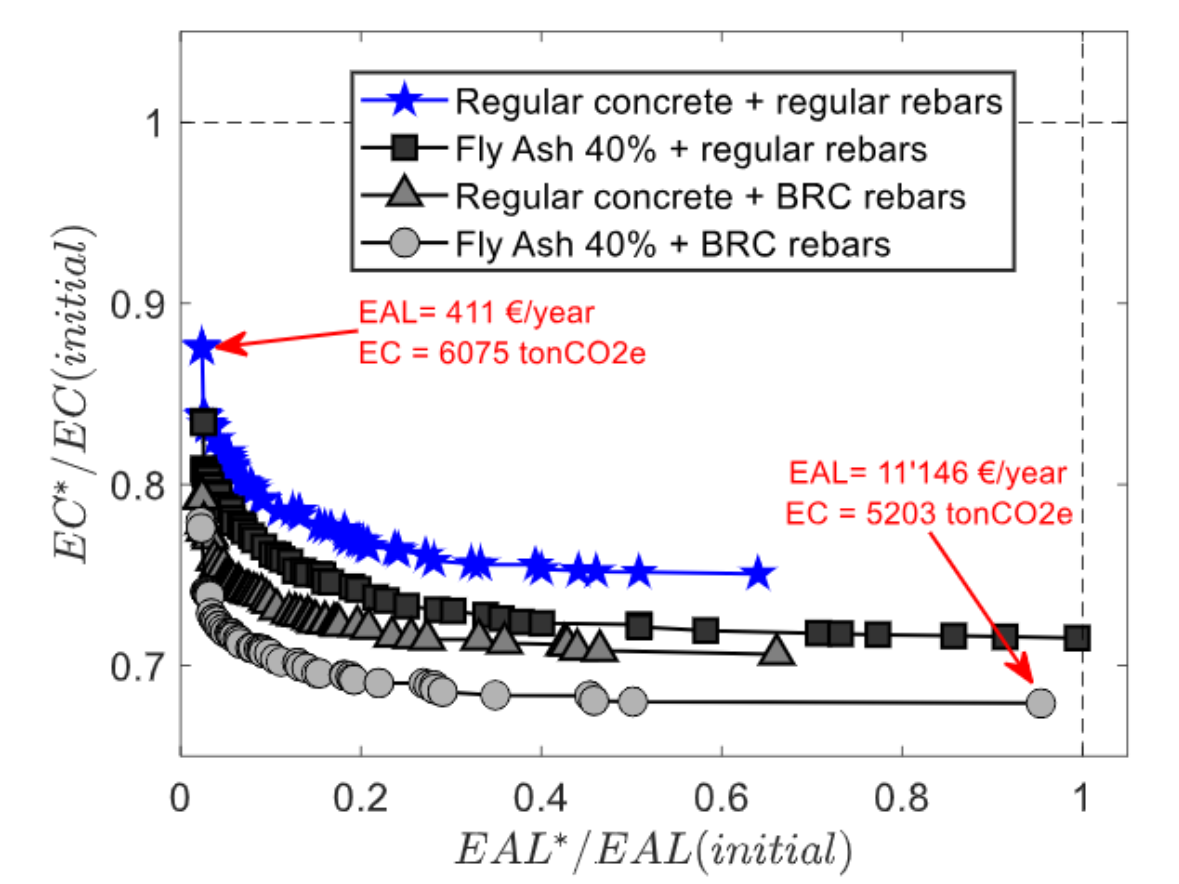 Regular concrete + regular rebars
Fly Ash 40% + regular rebars
Regular concrete + BRC rebars
Fly Ash 40% + BRC rebars
EAL= 411 €/year
EC = 6075 tonCO2e
EAL= 11'146 €/year
EC = 5203 tonCO2e
1
0.9
0.8
0.7
EC*/EC(initial)
0 0.2 0.4 0.6 0.8 1
EAL*/EAL(initial)